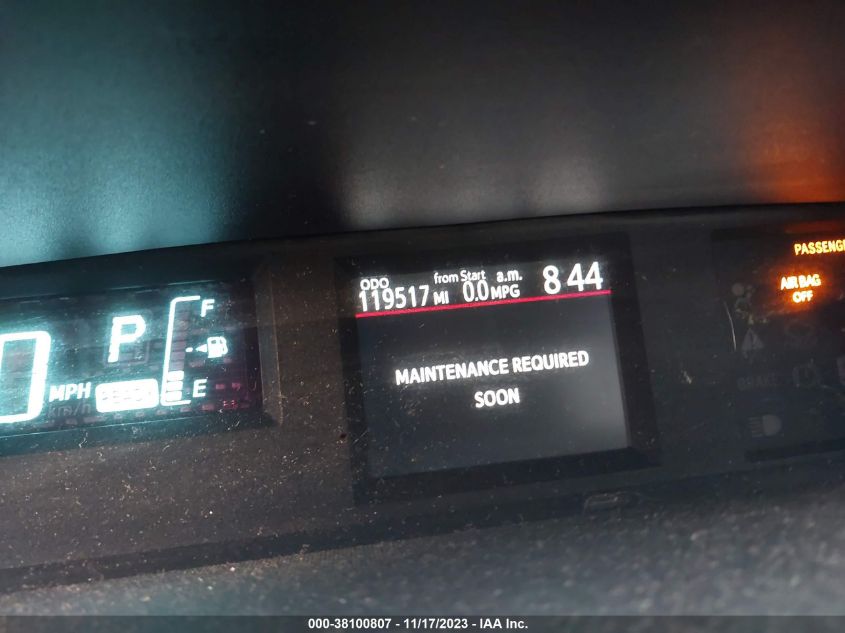 P
F
E
MPH
km/h
ODO from Start a.m.
119517 MI 0.0 MPG 8:44
MAINTENANCE REQUIRED
SOON
AIR BAG
OFF
000-38100807 - 11/17/2023 - IAA Inc.